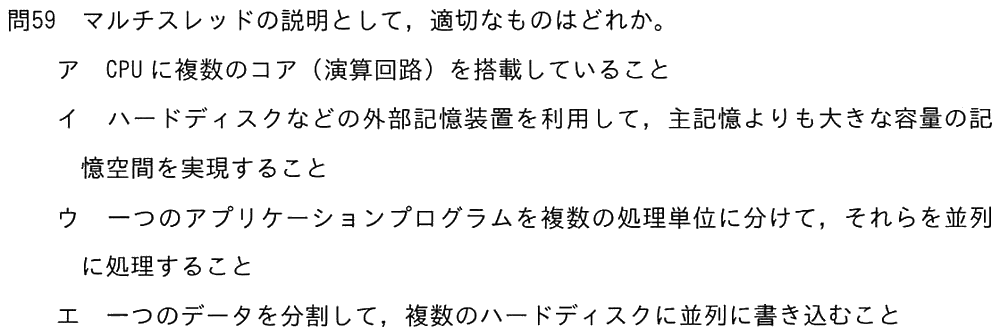 問59 マルチスレッドの説明として，適切なものはどれか。
ア CPUに複数のコア（演算回路）を搭載していること
イ ハードディスクなどの外部記憶装置を利用して，主記憶よりも大きな容量の記
憶空間を実現すること
ウ 一つのアプリケーションプログラムを複数の処理単位に分けて，それらを並列
に処理すること
エ 一つのデータを分割して，複数のハードディスクに並列に書き込むこと